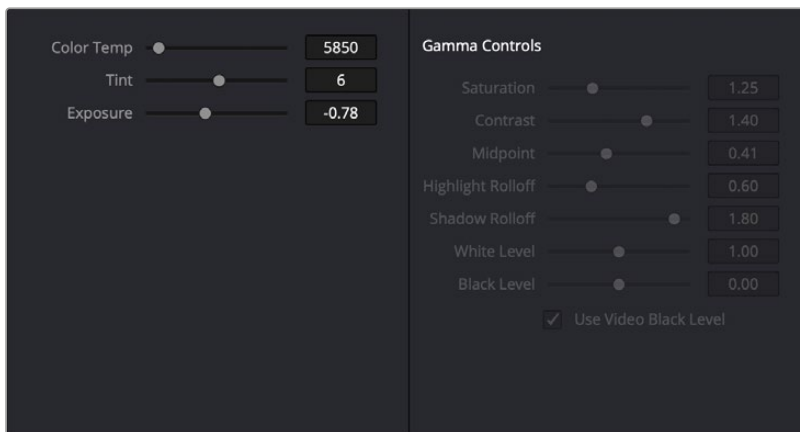 Color Temp 5850
Tint 6
Exposure -0.78
Gamma Controls
Saturation 1.25
Contrast 1.40
Midpoint 0.41
Highlight Rolloff 0.60
Shadow Rolloff 1.80
White Level 1.00
Black Level 0.00
Use Video Black Level